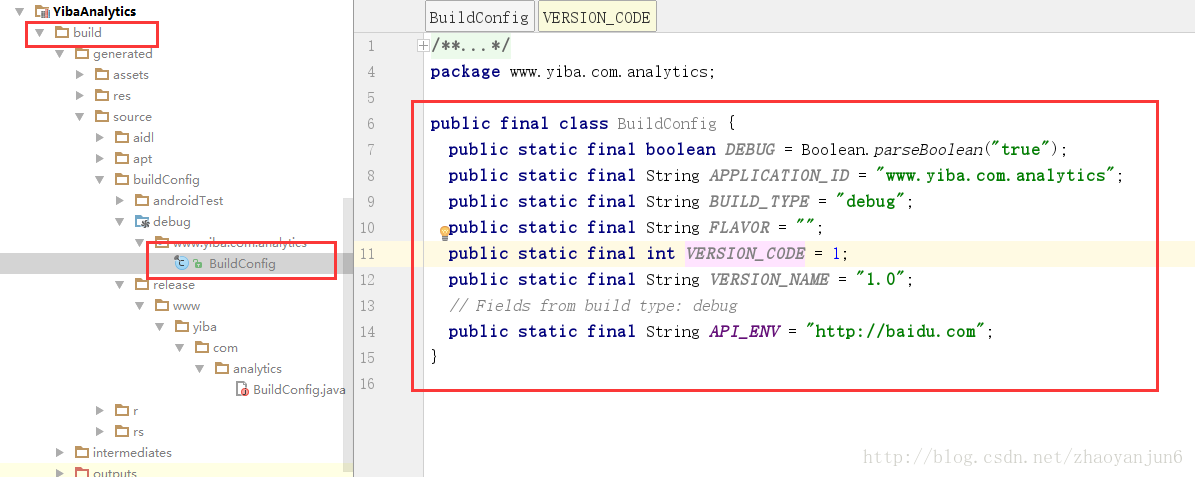 YibaAnalytics
build
generated
assets
res
source
aidl
apt
buildConfig
androidTest
debug
www.yiba.com.analytics
BuildConfig
release
www
yiba
com
analytics
BuildConfig.java
r
rs
intermediates
outputs
BuildConfig VERSION_CODE
1 /**...*/
4 package www.yiba.com.analytics;
5
6 public final class BuildConfig {
7 public static final boolean DEBUG = Boolean.parseBoolean("true");
8 public static final String APPLICATION_ID = "www.yiba.com.analytics";
9 public static final String BUILD_TYPE = "debug";
10 public static final String FLAVOR = "";
11 public static final int VERSION_CODE = 1;
12 public static final String VERSION_NAME = "1.0";
13 // Fields from build type: debug
14 public static final String API_ENV = "http://baidu.com";
15 }
16
http://blog.csdn.net/zhaoyanjun6